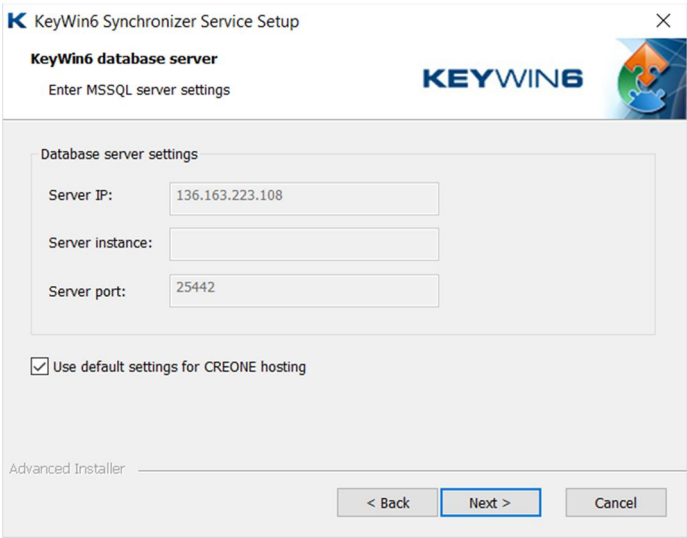 K KeyWin6 Synchronizer Service Setup
KeyWin6 database server
Enter MSSQL server settings
KEYWIN6
Database server settings
Server IP: 136.163.223.108
Server instance:
Server port: 25442
Use default settings for CREONE hosting
Advanced Installer
< Back Next > Cancel